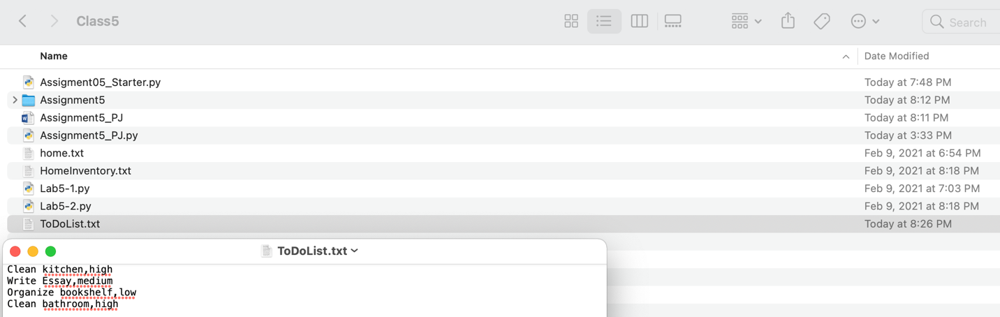 Class5
Search
Name
Date Modified
Assigment05_Starter.py
Today at 7:48 PM
Assignment5
Today at 8:12 PM
Assignment5_PJ
Today at 8:11 PM
Assignment5_PJ.py
Today at 3:33 PM
home.txt
Feb 9, 2021 at 6:54 PM
HomeInventory.txt
Feb 9, 2021 at 8:18 PM
Lab5-1.py
Feb 9, 2021 at 7:03 PM
Lab5-2.py
Feb 9, 2021 at 8:18 PM
ToDoList.txt
Today at 8:26 PM
ToDoList.txt
Clean kitchen,high
Write Essay,medium
Organize bookshelf,low
Clean bathroom,high